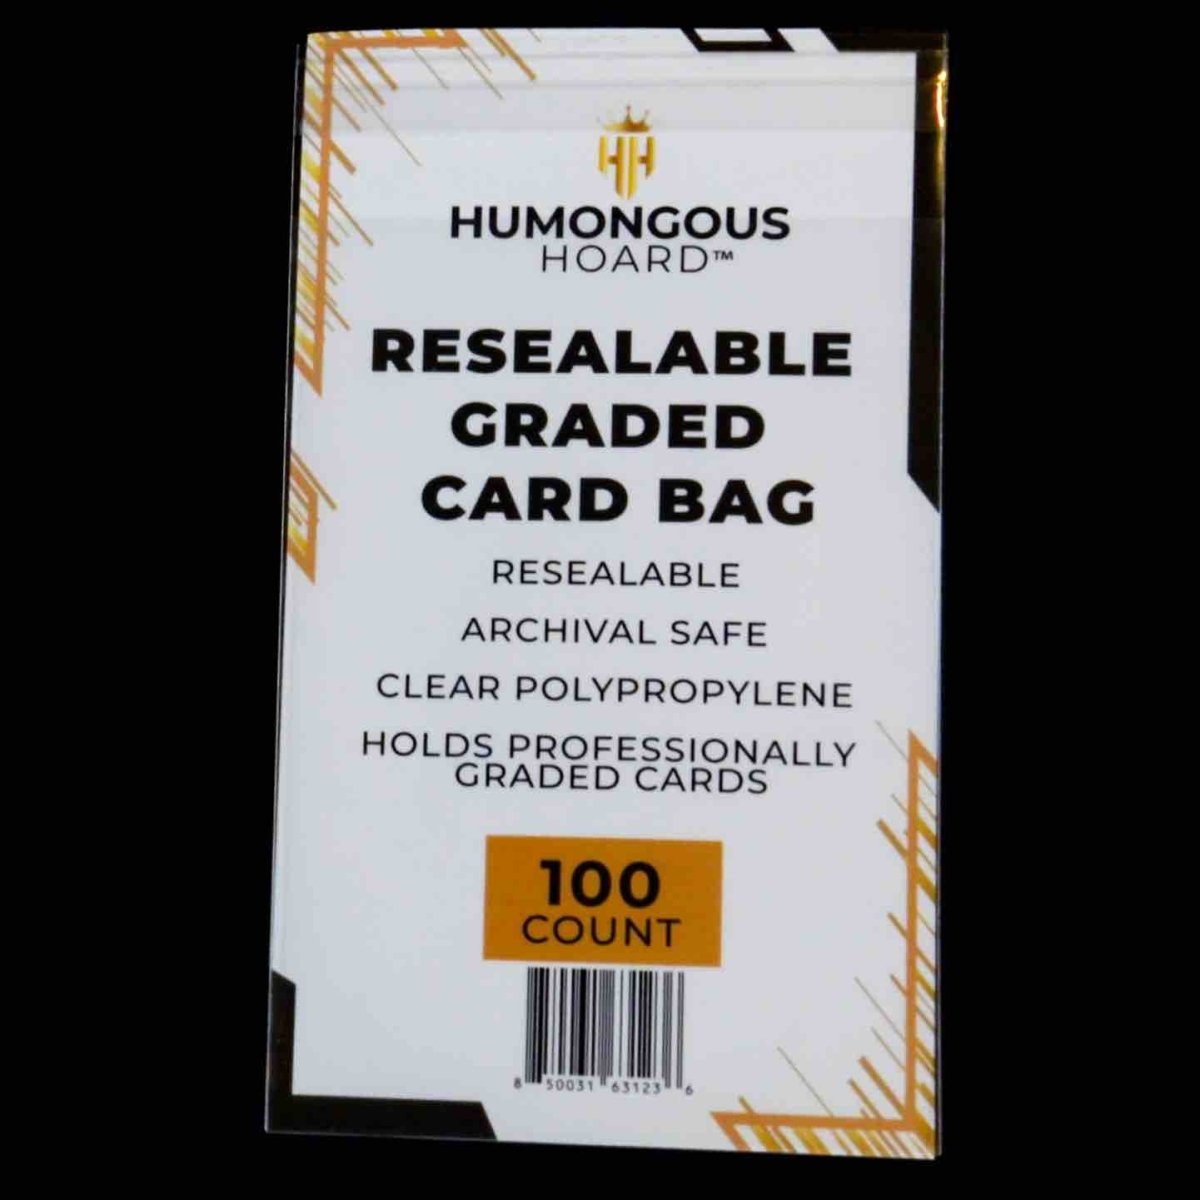 HH
HUMONGOUS
HOARD™
RESEALABLE
GRADED
CARD BAG
RESEALABLE
ARCHIVAL SAFE
CLEAR POLYPROPYLENE
HOLDS PROFESSIONALLY
GRADED CARDS
100
COUNT
8 50031 63123 6